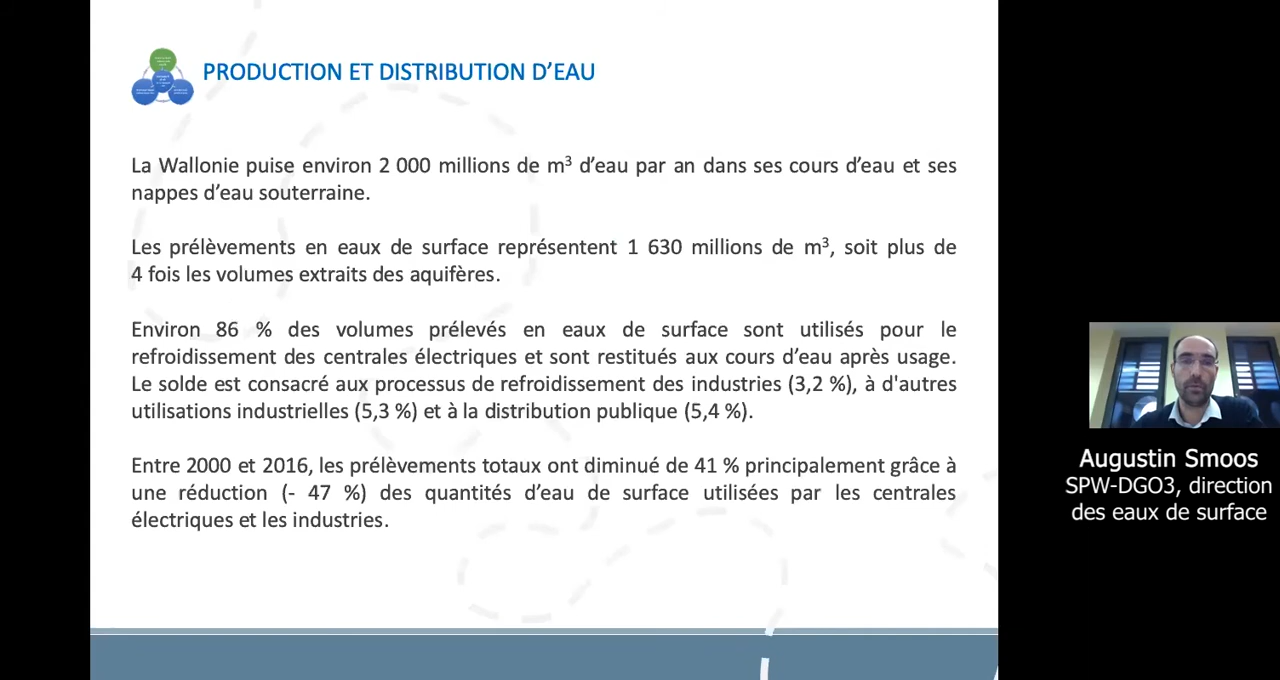 PRODUCTION ET DISTRIBUTION D’EAU
La Wallonie puise environ 2 000 millions de m³ d’eau par an dans ses cours d’eau et ses
nappes d’eau souterraine.
Les prélèvements en eaux de surface représentent 1 630 millions de m³, soit plus de
4 fois les volumes extraits des aquifères.
Environ 86 % des volumes prélevés en eaux de surface sont utilisés pour le
refroidissement des centrales électriques et sont restitués aux cours d’eau après usage.
Le solde est consacré aux processus de refroidissement des industries (3,2 %), à d'autres
utilisations industrielles (5,3 %) et à la distribution publique (5,4 %).
Entre 2000 et 2016, les prélèvements totaux ont diminué de 41 % principalement grâce à
une réduction (- 47 %) des quantités d’eau de surface utilisées par les centrales
électriques et les industries.
Augustin Smoos
SPW-DGO3, direction
des eaux de surface